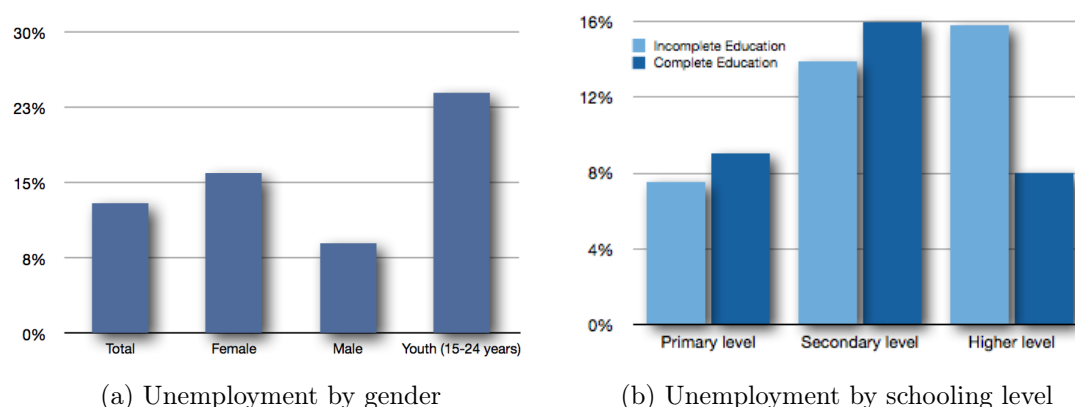 30%
23%
15%
8%
0%
Total Female Male Youth (15-24 years)
(a) Unemployment by gender
16%
12%
8%
4%
0%
Incomplete Education
Complete Education
Primary level Secondary level Higher level
(b) Unemployment by schooling level